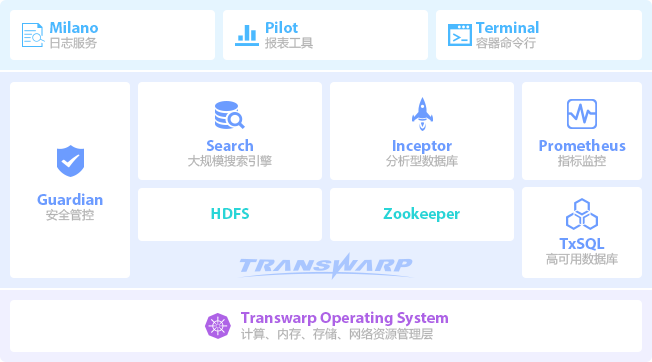 Milano
日志服务
Pilot
报表工具
Terminal
容器命令行
Guardian
安全管控
Search
大规模搜索引擎
Inceptor
分析型数据库
Prometheus
指标监控
HDFS
Zookeeper
TxSQL
高可用数据库
TRANSWARP
Transwarp Operating System
计算、内存、存储、网络资源管理层